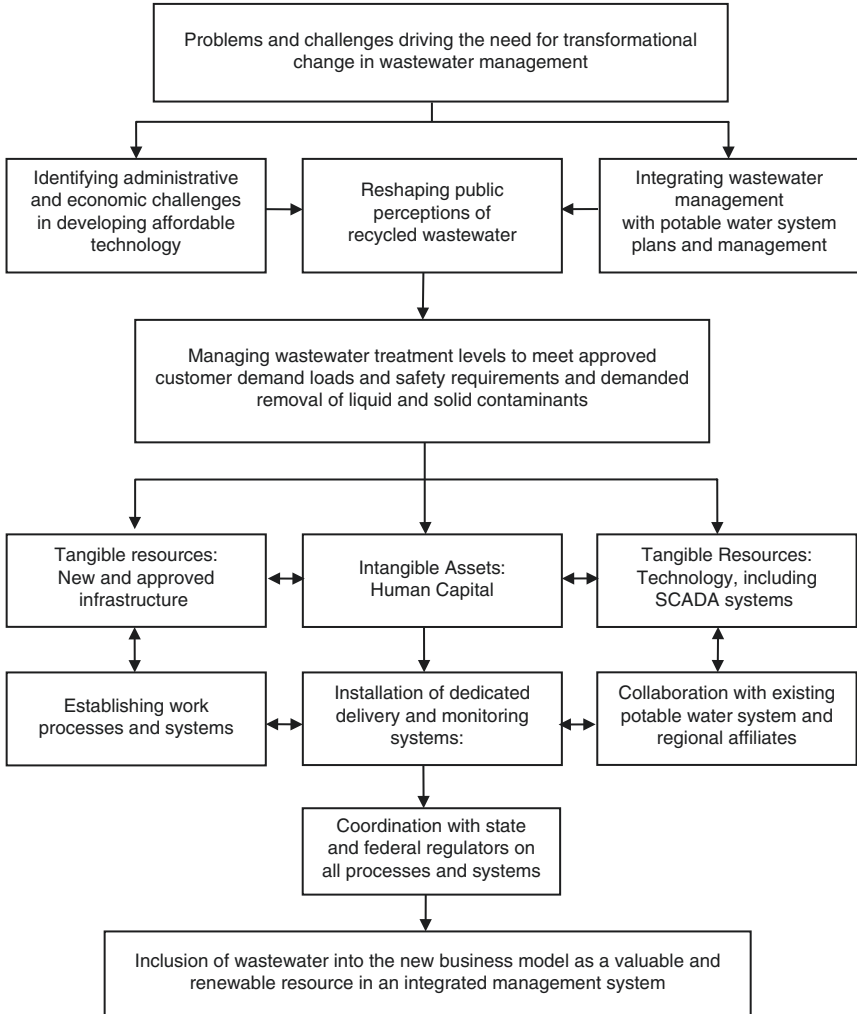 Problems and challenges driving the need for transformational
change in wastewater management
Identifying administrative
and economic challenges
in developing affordable
technology
Reshaping public
perceptions of
recycled wastewater
Integrating wastewater
management
with potable water system
plans and management
Managing wastewater treatment levels to meet approved
customer demand loads and safety requirements and demanded
removal of liquid and solid contaminants
Tangible resources:
New and approved
infrastructure
Intangible Assets:
Human Capital
Tangible Resources:
Technology, including
SCADA systems
Establishing work
processes and systems
Installation of dedicated
delivery and monitoring
systems:
Collaboration with existing
potable water system and
regional affiliates
Coordination with state
and federal regulators on
all processes and systems
Inclusion of wastewater into the new business model as a valuable and
renewable resource in an integrated management system